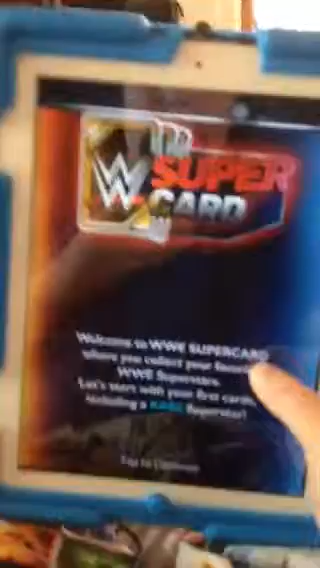 W
SUPER
CARD
Welcome to WWE SUPERCARD
where you collect your favorite
WWE Superstars.
Let's start with your first cards,
including a RARE Superstar!
Tap to Continue